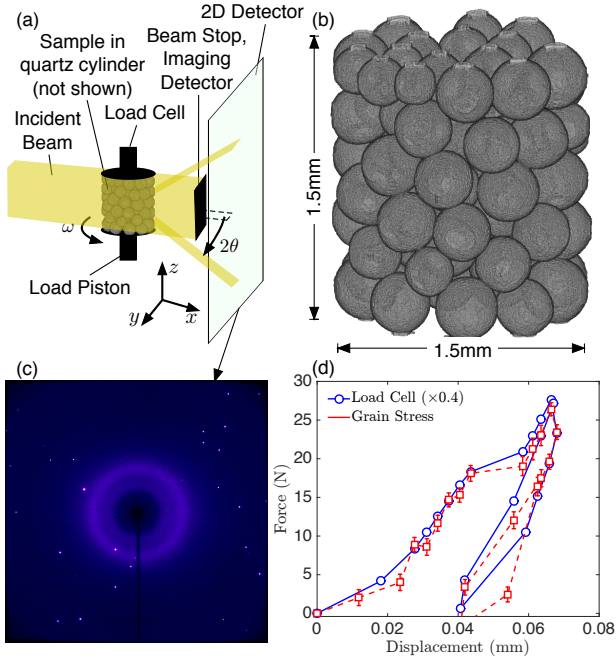 (a)
2D Detector
Sample in
quartz cylinder
(not shown)
Beam Stop,
Imaging
Detector
Load Cell
Incident
Beam
ω
2θ
Load Piston
z
y
x
(b)
1.5mm
1.5mm
(c)
(d)
Load Cell (×0.4)
Grain Stress
Force (N)
30
25
20
15
10
5
0
0
0.02
0.04
0.06
0.08
Displacement (mm)